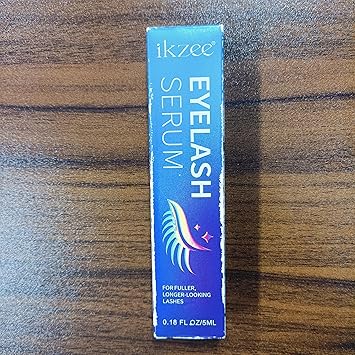 ikzee®
EYELASH
SERUM
FOR FULLER,
LONGER-LOOKING
LASHES
0.18 FL OZ/5ML